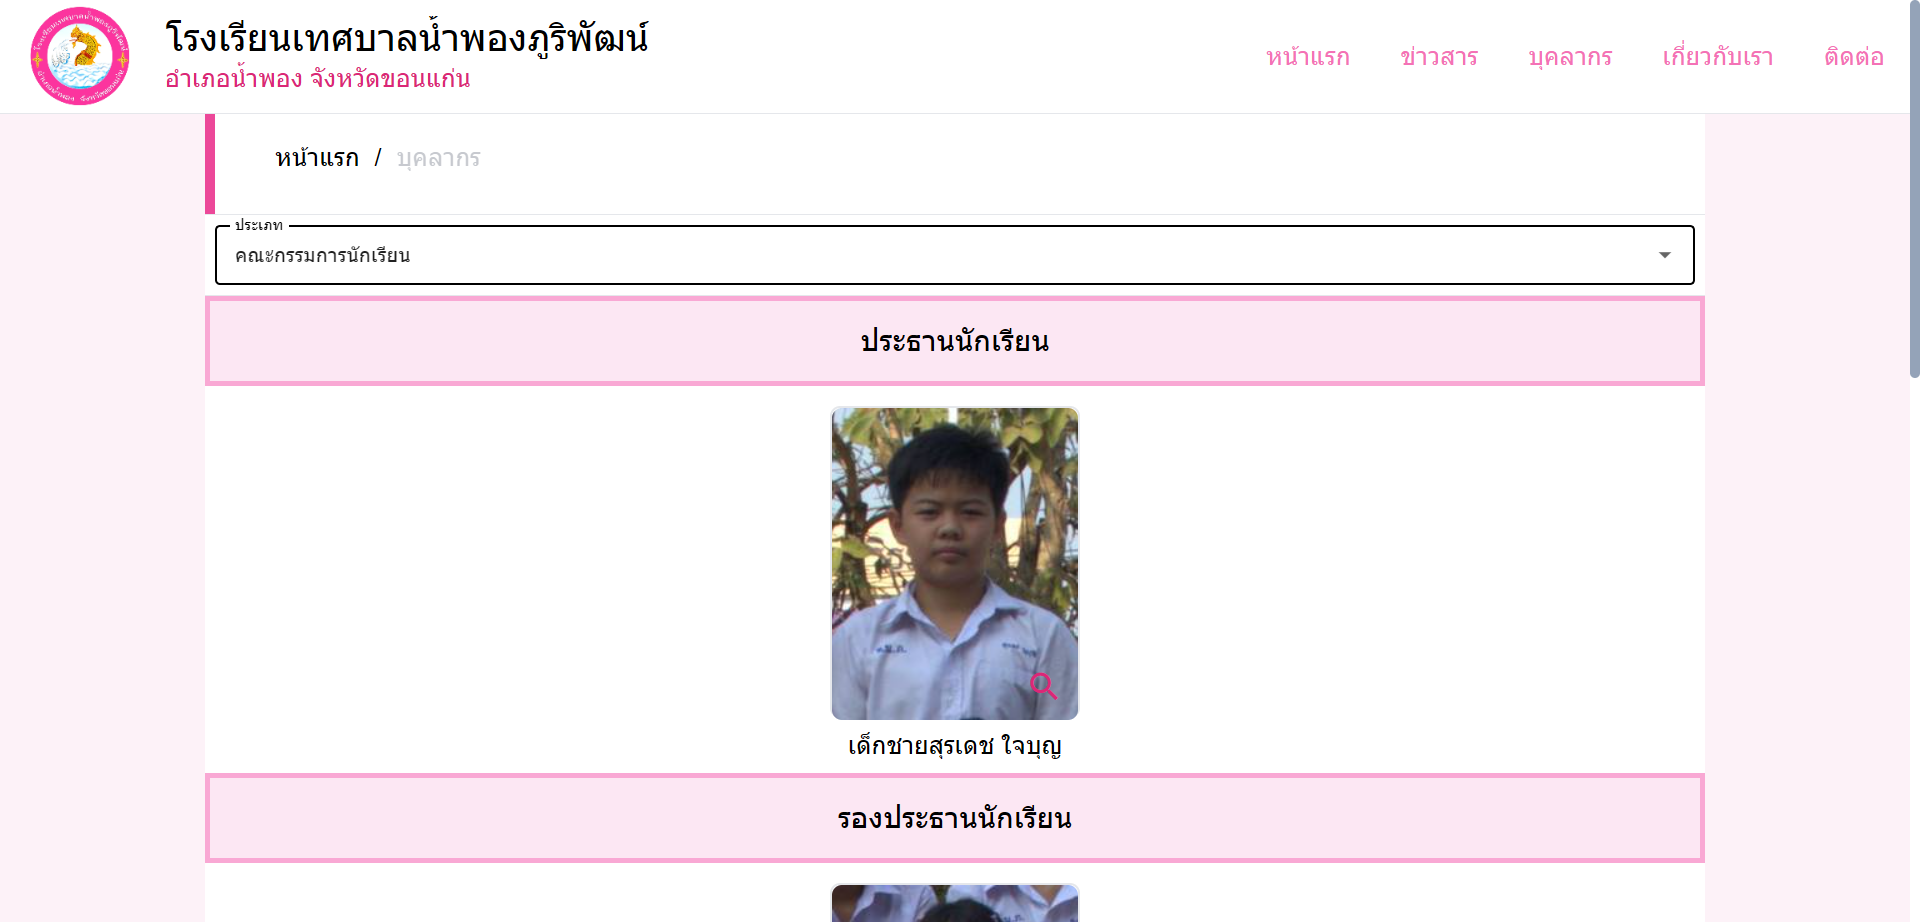 โรงเรียนเทศบาลน้ำพองภูริพัฒน์
อำเภอน้ำพอง จังหวัดขอนแก่น
หน้าแรก ข่าวสาร บุคลากร เกี่ยวกับเรา ติดต่อ
หน้าแรก / บุคลากร
ประเภท
คณะกรรมการนักเรียน
ประธานนักเรียน
เด็กชายสุรเดช ใจบุญ
รองประธานนักเรียน